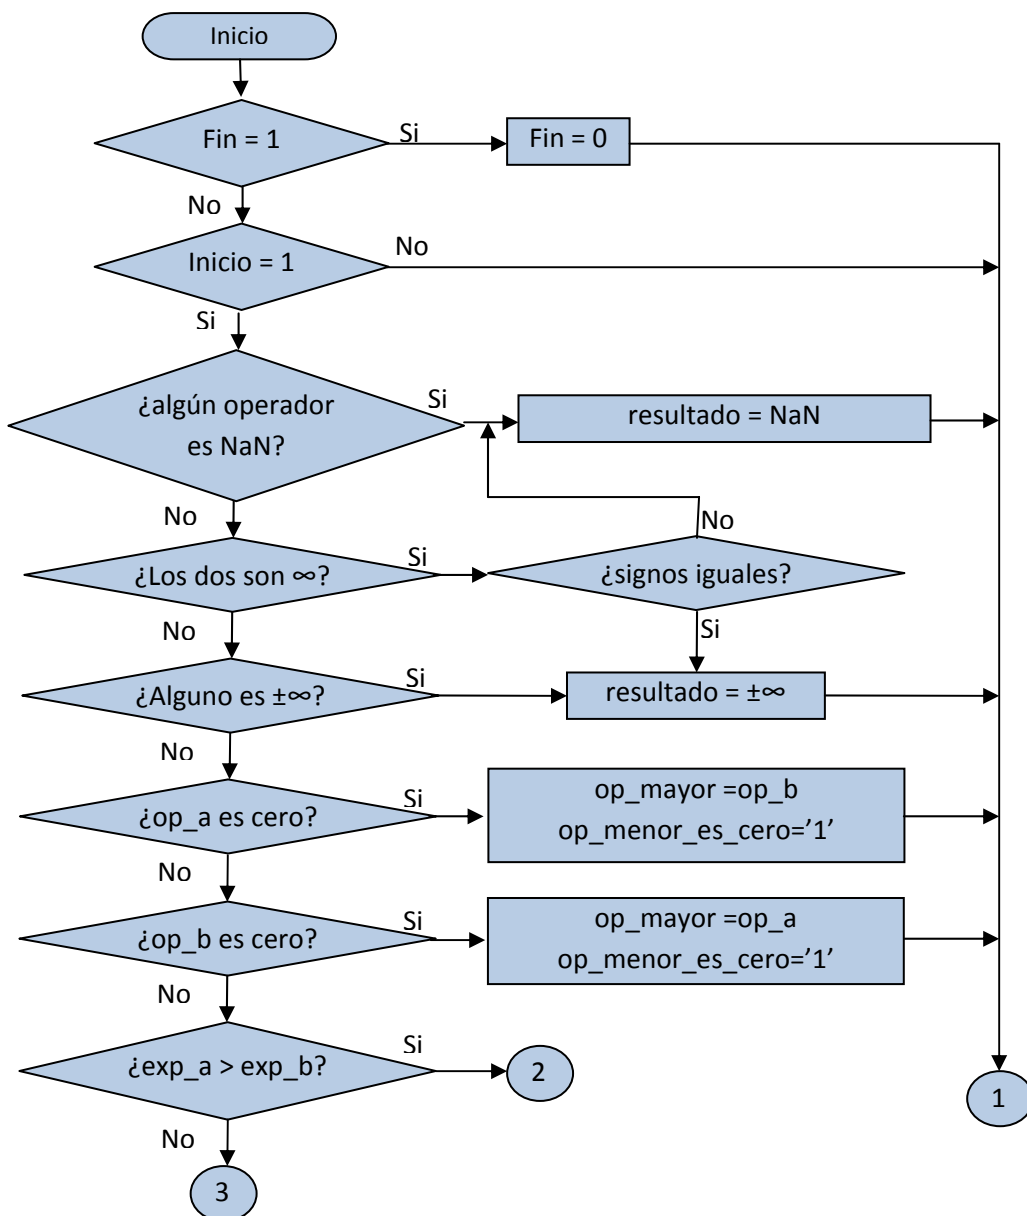 Inicio
Fin = 1
Si
Fin = 0
No
Inicio = 1
No
Si
¿algún operador
es NaN?
Si
resultado = NaN
No
¿Los dos son ∞?
Si
¿signos iguales?
No
Si
No
¿Alguno es ±∞?
Si
resultado = ±∞
No
¿op_a es cero?
Si
op_mayor =op_b
op_menor_es_cero=’1’
No
¿op_b es cero?
Si
op_mayor =op_a
op_menor_es_cero=’1’
No
¿exp_a > exp_b?
Si
2
1
No
3